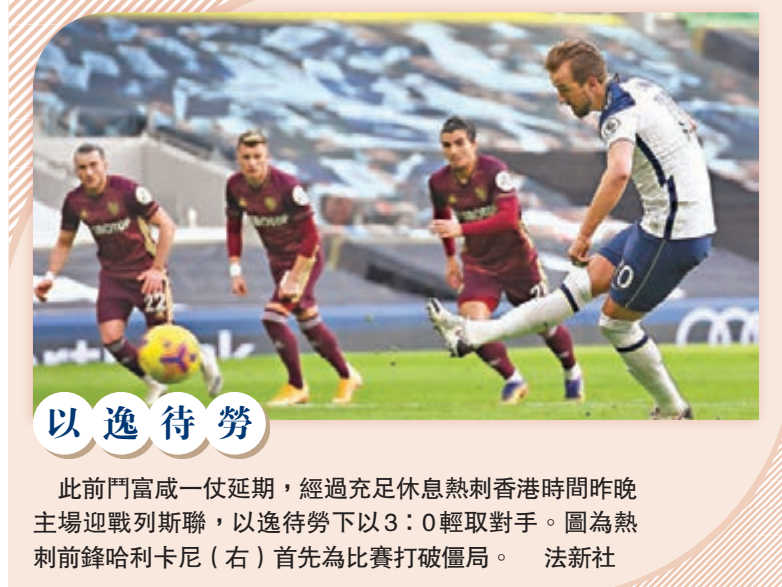 22
0
以逸待勞
此前鬥富咸一仗延期，經過充足休息熱刺香港時間昨晚
主場迎戰列斯聯，以逸待勞下以3：0輕取對手。圖為熱
刺前鋒哈利卡尼（右）首先為比賽打破僵局。　法新社